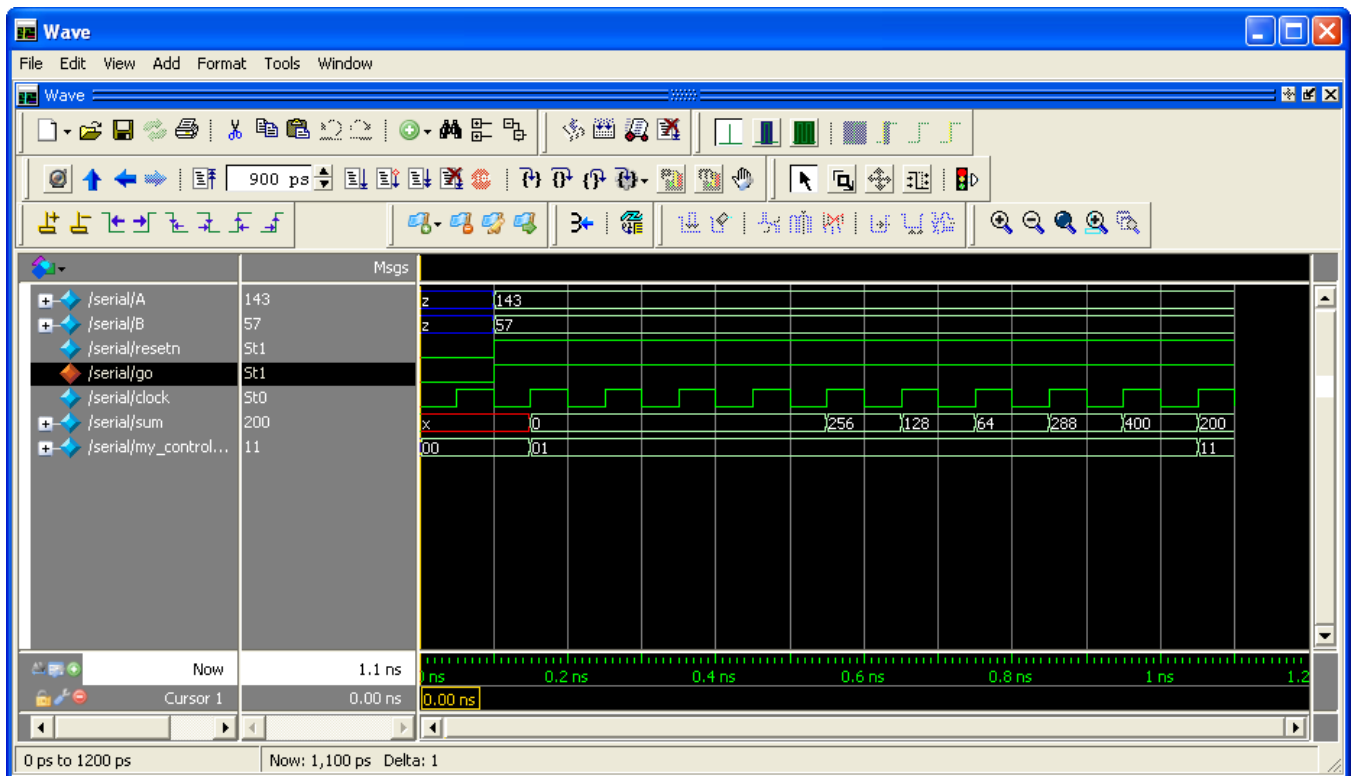 Wave
File Edit View Add Format Tools Window
Wave
900 ps
Msgs
/serial/A 143 z 143
/serial/B 57 z 57
/serial/resetn St1
/serial/go St1
/serial/clock St0
/serial/sum 200 x 0 256 128 64 288 400 200
/serial/my_control... 11 00 01 11
Now 1.1 ns ns 0.2 ns 0.4 ns 0.6 ns 0.8 ns 1 ns 1.2
Cursor 1 0.00 ns 0.00 ns
0 ps to 1200 ps Now: 1,100 ps Delta: 1